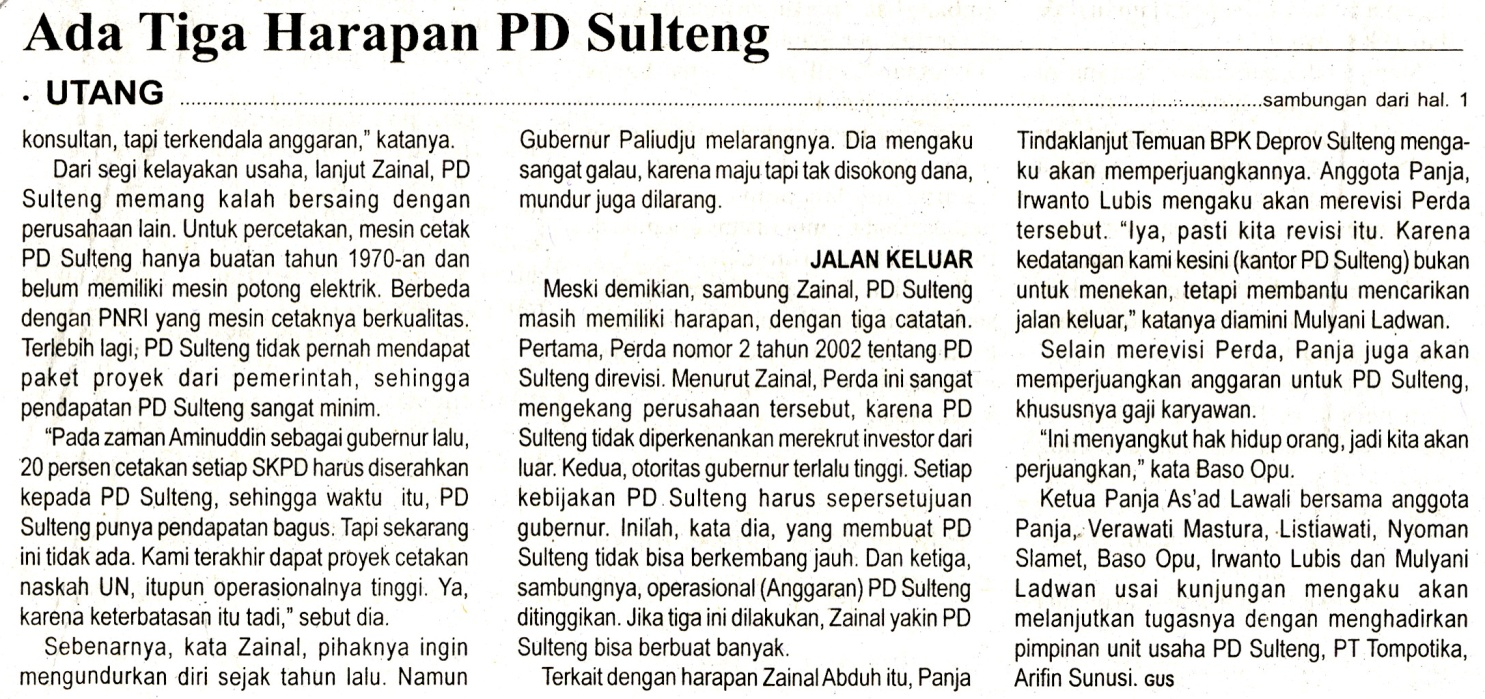 Ada Tiga Harapan PD Sulteng
· UTANG ........sambungan dari hal. 1
konsultan, tapi terkendala anggaran,” katanya.
Dari segi kelayakan usaha, lanjut Zainal, PD
Sulteng memang kalah bersaing dengan
perusahaan lain. Untuk percetakan, mesin cetak
PD Sulteng hanya buatan tahun 1970-an dan
belum memiliki mesin potong elektrik. Berbeda
dengan PNRI yang mesin cetaknya berkualitas.
Terlebih lagi, PD Sulteng tidak pernah mendapat
paket proyek dari pemerintah, sehingga
pendapatan PD Sulteng sangat minim.
“Pada zaman Aminuddin sebagai gubernur lalu,
20 persen cetakan setiap SKPD harus diserahkan
kepada PD Sulteng, sehingga waktu itu, PD
Sulteng punya pendapatan bagus. Tapi sekarang
ini tidak ada. Kami terakhir dapat proyek cetakan
naskah UN, itupun operasionalnya tinggi. Ya,
karena keterbatasan itu tadi,” sebut dia.
Sebenarnya, kata Zainal, pihaknya ingin
mengundurkan diri sejak tahun lalu. Namun
Gubernur Paliudju melarangnya. Dia mengaku
sangat galau, karena maju tapi tak disokong dana,
mundur juga dilarang.
JALAN KELUAR
Meski demikian, sambung Zainal, PD Sulteng
masih memiliki harapan, dengan tiga catatan.
Pertama, Perda nomor 2 tahun 2002 tentang PD
Sulteng direvisi. Menurut Zainal, Perda ini sangat
mengekang perusahaan tersebut, karena PD
Sulteng tidak diperkenankan merekrut investor dari
luar. Kedua, otoritas gubernur terlalu tinggi. Setiap
kebijakan PD Sulteng harus sepersetujuan
gubernur. Inilah, kata dia, yang membuat PD
Sulteng tidak bisa berkembang jauh. Dan ketiga,
sambungnya, operasional (Anggaran) PD Sulteng
ditinggikan. Jika tiga ini dilakukan, Zainal yakin PD
Sulteng bisa berbuat banyak.
Terkait dengan harapan Zainal Abduh itu, Panja
Tindaklanjut Temuan BPK Deprov Sulteng menga-
ku akan memperjuangkannya. Anggota Panja,
Irwanto Lubis mengaku akan merevisi Perda
tersebut. “Iya, pasti kita revisi itu. Karena
kedatangan kami kesini (kantor PD Sulteng) bukan
untuk menekan, tetapi membantu mencarikan
jalan keluar,” katanya diamini Mulyani Ladwan.
Selain merevisi Perda, Panja juga akan
memperjuangkan anggaran untuk PD Sulteng,
khususnya gaji karyawan.
“Ini menyangkut hak hidup orang, jadi kita akan
perjuangkan,” kata Baso Opu.
Ketua Panja As’ad Lawali bersama anggota
Panja, Verawati Mastura, Listiawati, Nyoman
Slamet, Baso Opu, Irwanto Lubis dan Mulyani
Ladwan usai kunjungan mengaku akan
melanjutkan tugasnya dengan menghadirkan
pimpinan unit usaha PD Sulteng, PT Tompotika,
Arifin Sunusi. GUS